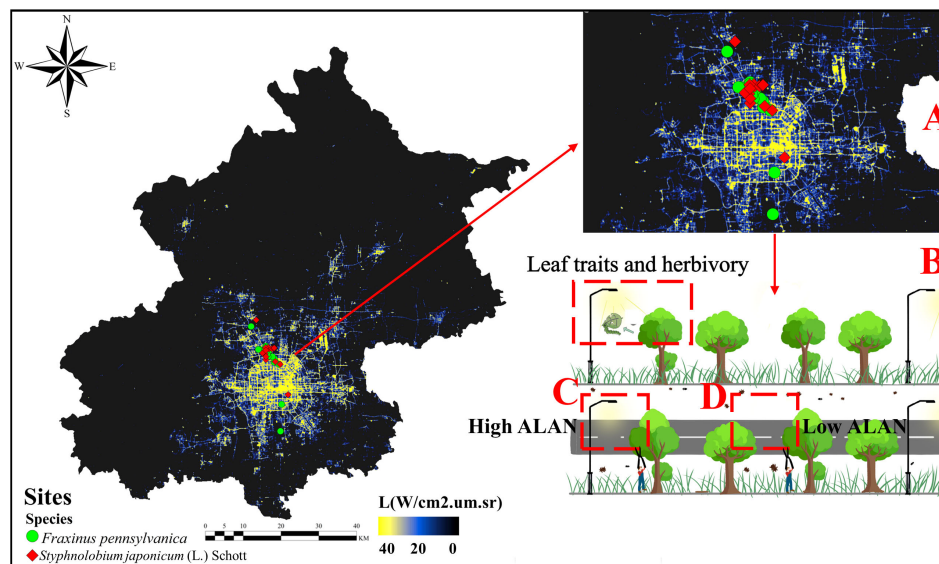 N
W E
S
A
B
Leaf traits and herbivory
C
D
High ALAN
Low ALAN
Sites
Species
Fraxinus pennsylvanica
Styphnolobium japonicum (L.) Schott
0 5 10 20 30 40
KM
L(W/cm2.um.sr)
40 0